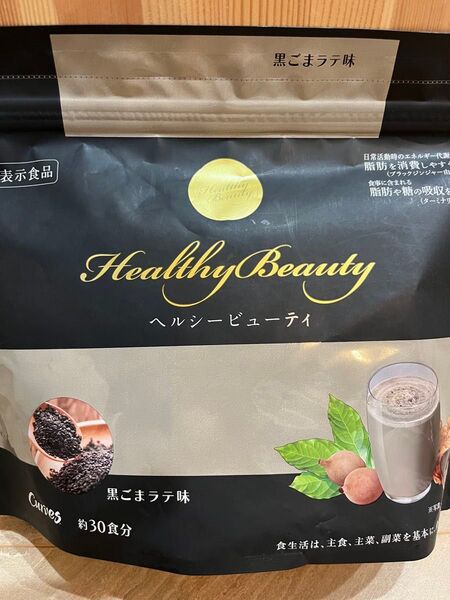 黒ごまラテ味
表示食品
日常活動時のエネルギー代謝
脂肪を消費しやす
(ブラックジンジャー由
食事に含まれる
脂肪や糖の吸収を
(ターミナリ
Healthy
Beauty
Healthy Beauty
ヘルシービューティ
黒ごまラテ味
Curves
約30食分
食生活は、主食、主菜、副菜を基本に